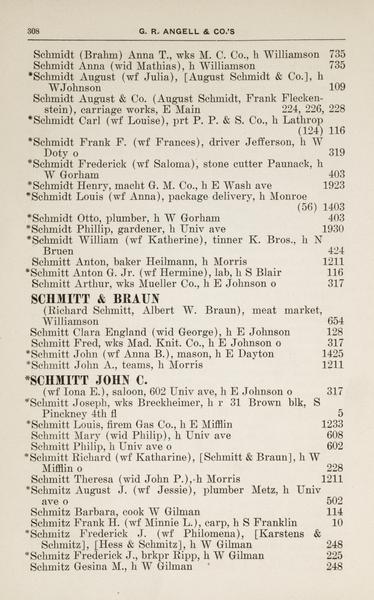 308
G. R. ANGELL & CO.'S
Schmidt (Brahm) Anna T., wks M. C. Co., h Williamson 735
Schmidt Anna (wid Mathias), h Williamson 735
*Schmidt August (wf Julia), [August Schmidt & Co.], h
WJohnson 109
Schmidt August & Co. (August Schmidt, Frank Flecken-
stein), carriage works, E Main 224, 226, 228
*Schmidt Carl (wf Louise), prt P. P. & S. Co., h Lathrop
(124) 116
*Schmidt Frank F. (wf Frances), driver Jefferson, h W
Doty o 319
*Schmidt Frederick (wf Saloma), stone cutter Paunack, h
W Gorham 403
*Schmidt Henry, macht G. M. Co., h E Wash ave 1923
*Schmidt Louis (wf Anna), package delivery, h Monroe
(56) 1403
*Schmidt Otto, plumber, h W Gorham 403
*Schmidt Phillip, gardener, h Univ ave 1930
*Schmidt William (wf Katherine), tinner K. Bros., h N
Bruen 424
Schmitt Anton, baker Heilmann, h Morris 1211
*Schmitt Anton G. Jr. (wf Hermine), lab, h S Blair 116
Schmitt Arthur, wks Mueller Co., h E Johnson o 317
SCHMITT & BRAUN
(Richard Schmitt, Albert W. Braun), meat market,
Williamson 654
Schmitt Clara England (wid George), h E Johnson 128
Schmitt Fred, wks Mad. Knit. Co., h E Johnson o 317
*Schmitt John (wf Anna B.), mason, h E Dayton 1425
*Schmitt John A., teams, h Morris 1211
*SCHMITT JOHN C.
(wf Iona E.), saloon, 602 Univ ave, h E Johnson o 317
*Schmitt Joseph, wks Breckheimer, h r 31 Brown blk, S
Pinckney 4th fl 5
*Schmitt Louis, firem Gas Co., h E Mifflin 1233
Schmitt Mary (wid Philip), h Univ ave 608
Schmitt Philip, h Univ ave o 602
*Schmitt Richard (wf Katharine), [Schmitt & Braun], h W
Mifflin o 228
Schmitt Theresa (wid John P.), h Morris 1211
*Schmitz August J. (wf Jessie), plumber Metz, h Univ
ave o 502
Schmitz Barbara, cook W Gilman 114
Schmitz Frank H. (wf Minnie L.), carp, h S Franklin 10
*Schmitz Frederick J. (wf Philomena), [Karstens &
Schmitz], [Hess & Schmitz], h W Gilman 248
*Schmitz Frederick J., brkpr Ripp, h W Gilman 225
Schmitz Gesina M., h W Gilman 248